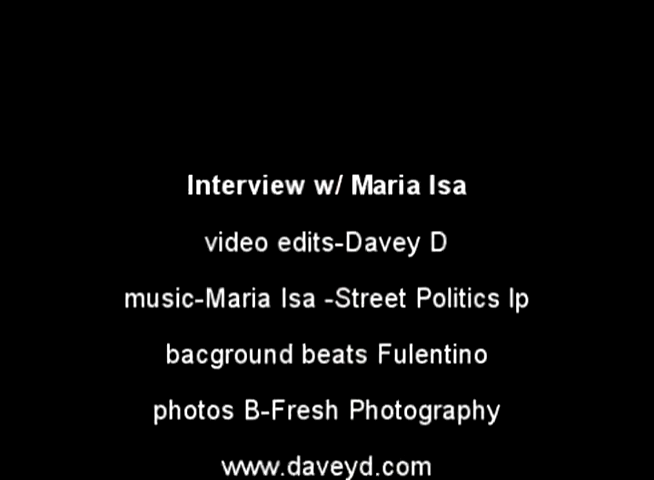 Interview w/ Maria Isa
video edits-Davey D
music-Maria Isa -Street Politics lp
bacground beats Fulentino
photos B-Fresh Photography
www.daveyd.com